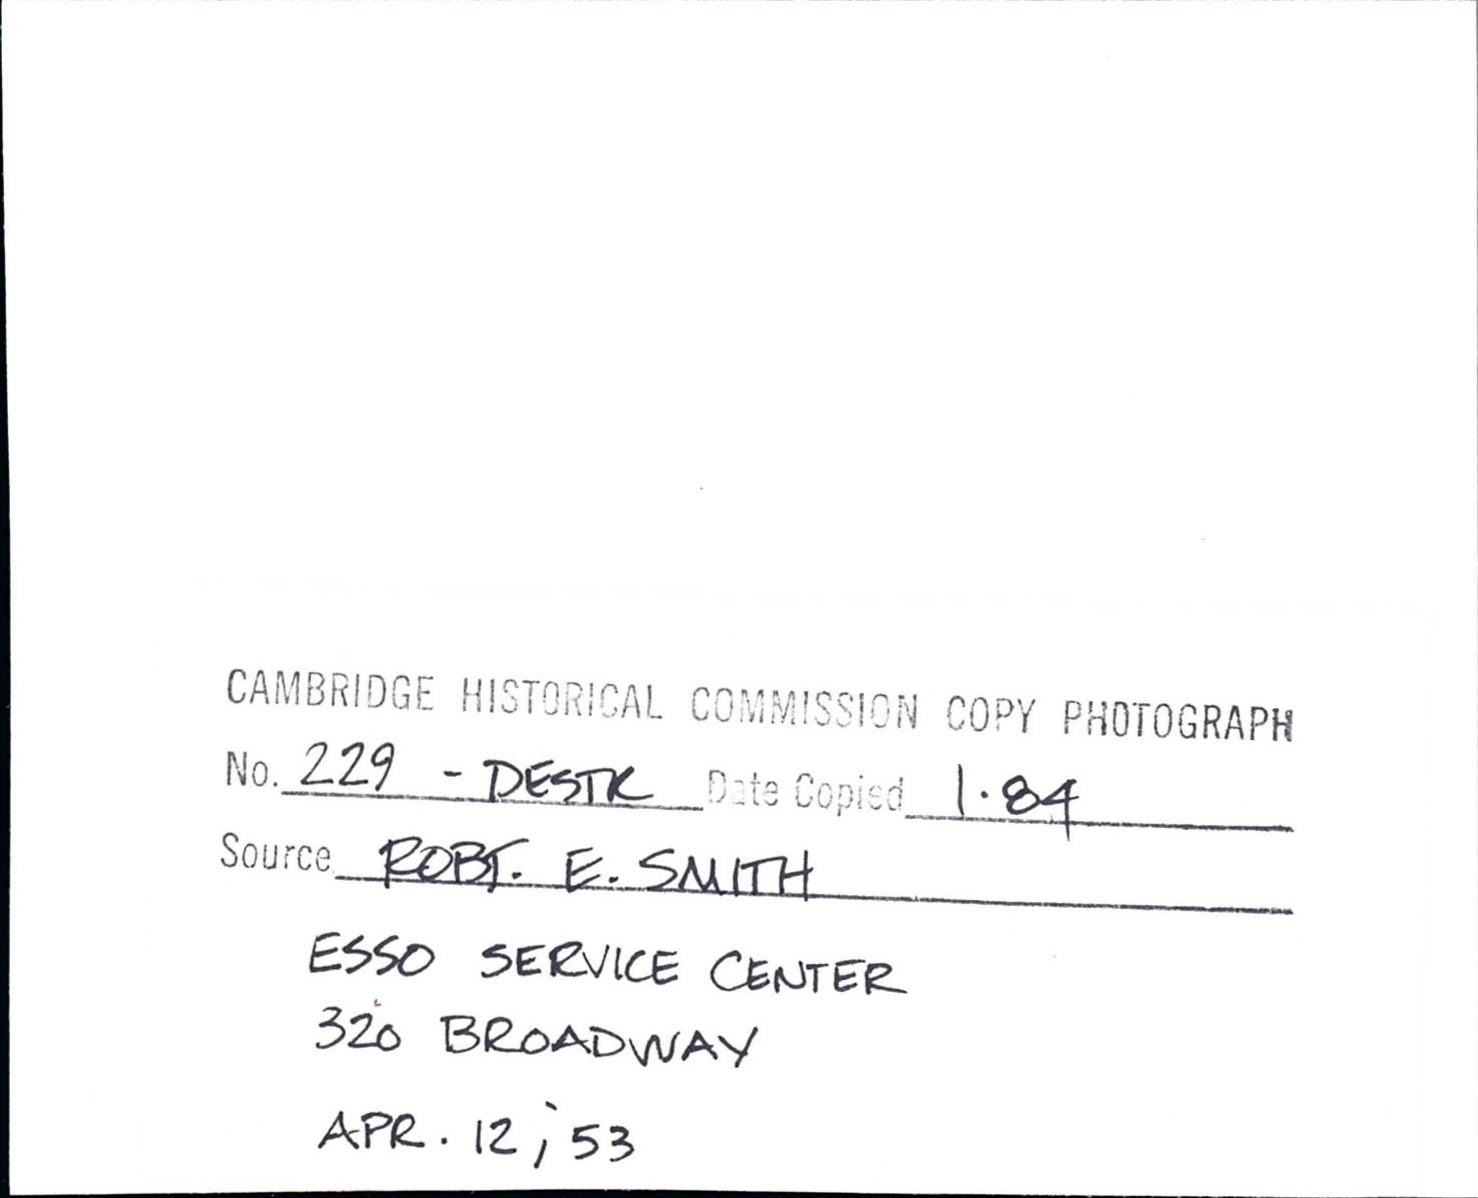 CAMBRIDGE HISTORICAL COMMISSION COPY PHOTOGRAPH
No. 229 - DESTR Date Copied 1.84
Source ROBT. E. SMITH
ESSO SERVICE CENTER
320 BROADWAY
APR. 12, '53